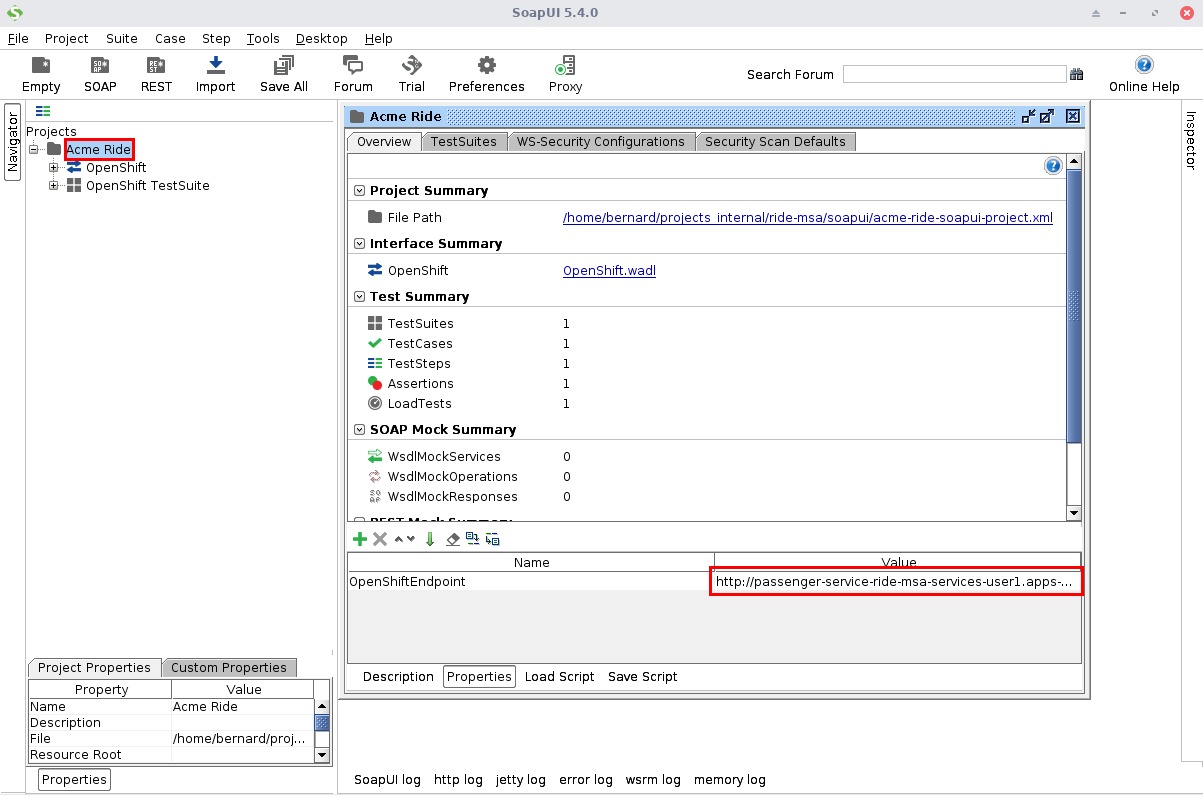 SoapUI 5.4.0
File Project Suite Case Step Tools Desktop Help
Empty SOAP REST Import Save All Forum Trial Preferences Proxy Search Forum Online Help
Navigator
Projects
Acme Ride
OpenShift
OpenShift TestSuite
Acme Ride
Overview TestSuites WS-Security Configurations Security Scan Defaults
Project Summary
File Path /home/bernard/projects_internal/ride-msa/soapui/acme-ride-soapui-project.xml
Interface Summary
OpenShift OpenShift.wadl
Test Summary
TestSuites 1
TestCases 1
TestSteps 1
Assertions 1
LoadTests 1
SOAP Mock Summary
WsdlMockServices 0
WsdlMockOperations 0
WsdlMockResponses 0
REST Mock Summary
Name Value
OpenShiftEndpoint http://passenger-service-ride-msa-services-user1.apps-...
Description Properties Load Script Save Script
Inspector
Project Properties Custom Properties
Property Value
Name Acme Ride
Description
File /home/bernard/proj...
Resource Root
Properties
SoapUI log http log jetty log error log wsrm log memory log